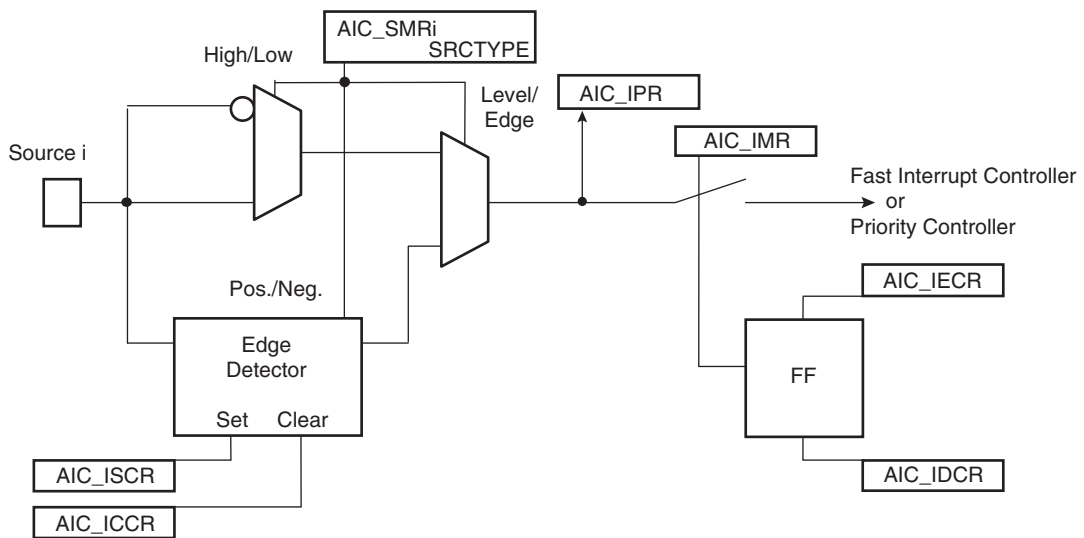 AIC_SMRi
SRCTYPE
High/Low
Level/
Edge
AIC_IPR
AIC_IMR
Source i
Fast Interrupt Controller
or
Priority Controller
Pos./Neg.
AIC_IECR
Edge
Detector
FF
Set Clear
AIC_ISCR
AIC_IDCR
AIC_ICCR